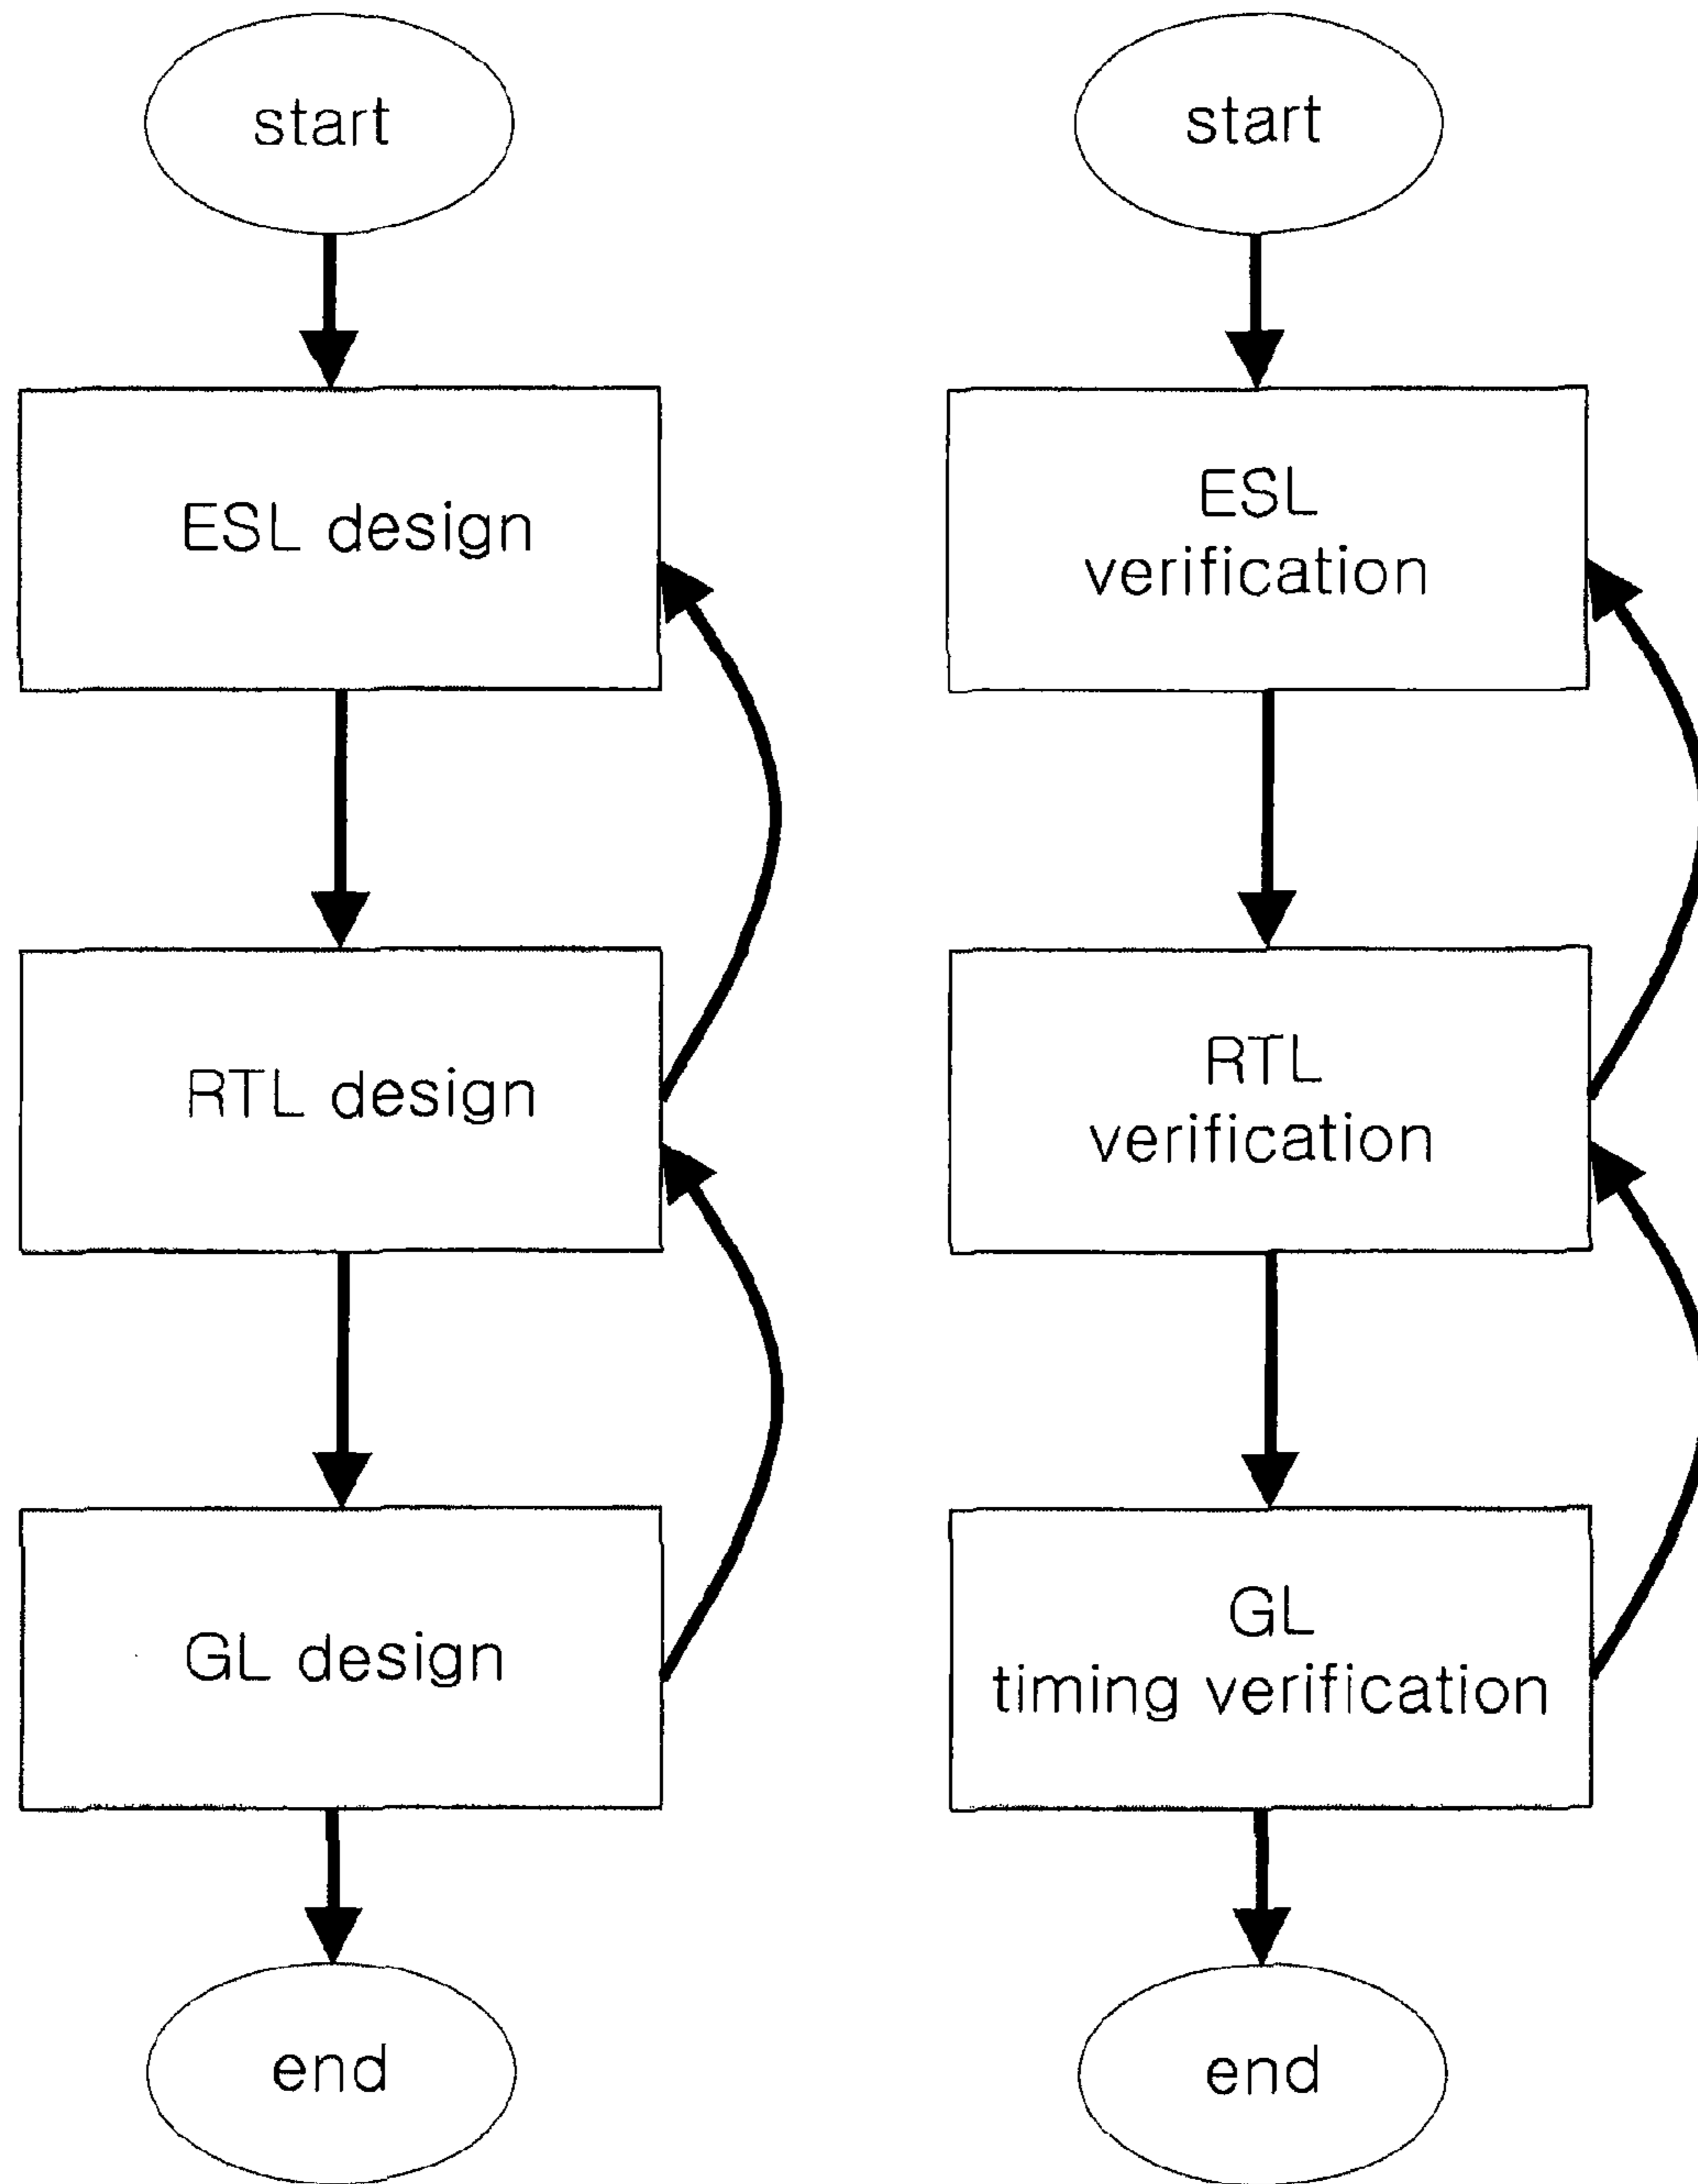 start
ESL design
RTL design
GL design
end
start
ESL
verification
RTL
verification
GL
timing verification
end